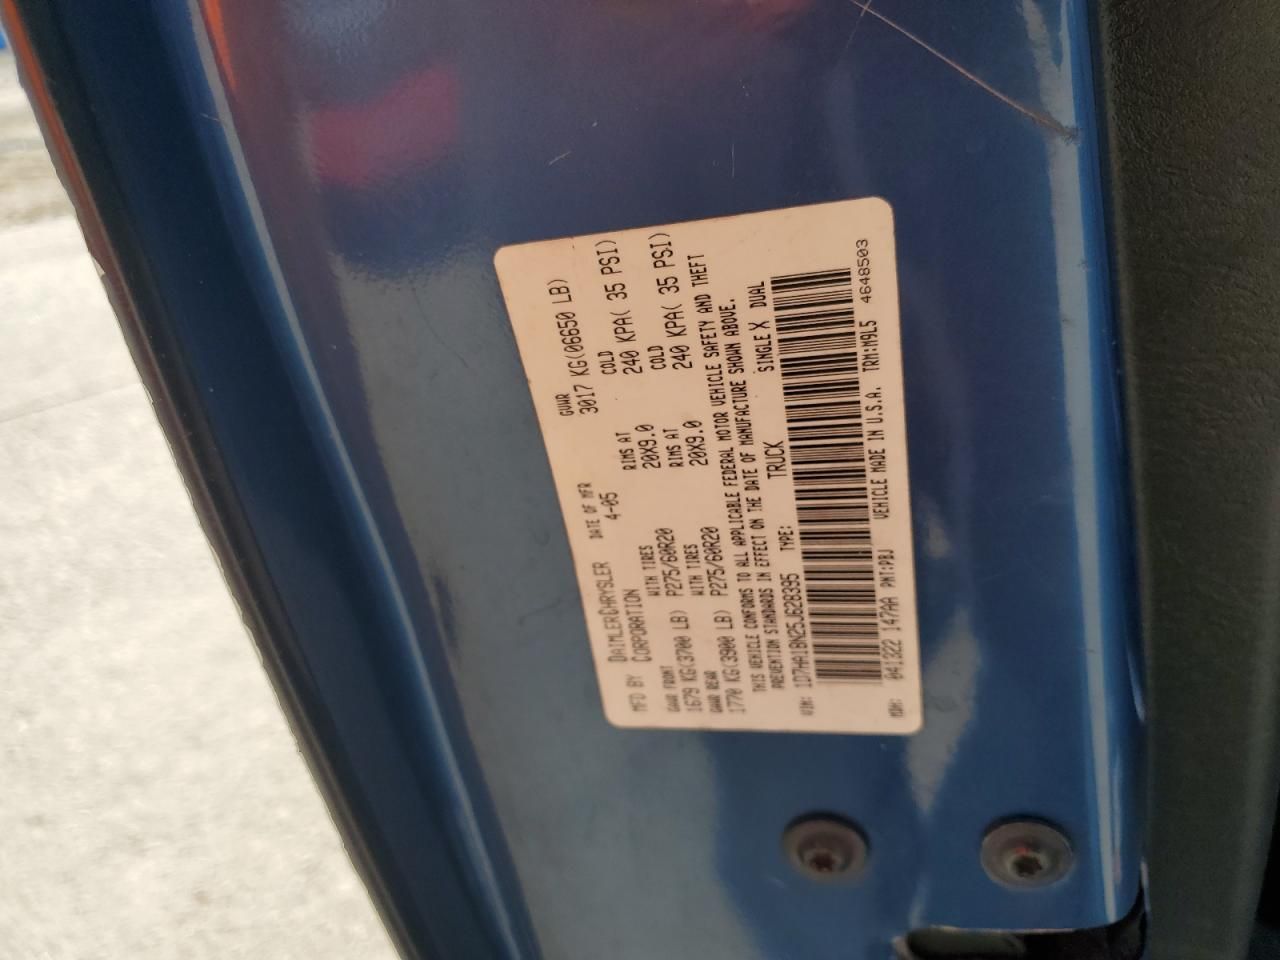 MFD BY DAIMLERCHRYSLER CORPORATION DATE OF MFR 4-05 GVWR 3017 KG(06650 LB)
GAWR FRONT WITH TIRES RIMS AT COLD
1679 KG(3700 LB) P275/60R20 20X9.0 240 KPA( 35 PSI)
GAWR REAR WITH TIRES RIMS AT COLD
1770 KG(3900 LB) P275/60R20 20X9.0 240 KPA( 35 PSI)
THIS VEHICLE CONFORMS TO ALL APPLICABLE FEDERAL MOTOR VEHICLE SAFETY AND THEFT
PREVENTION STANDARDS IN EFFECT ON THE DATE OF MANUFACTURE SHOWN ABOVE.
VIN: 1D7HA18N25J628395 TYPE: TRUCK SINGLE X DUAL
MDH: 041322 147AA PNT:PBJ VEHICLE MADE IN U.S.A. TRM:M9L5 4648503